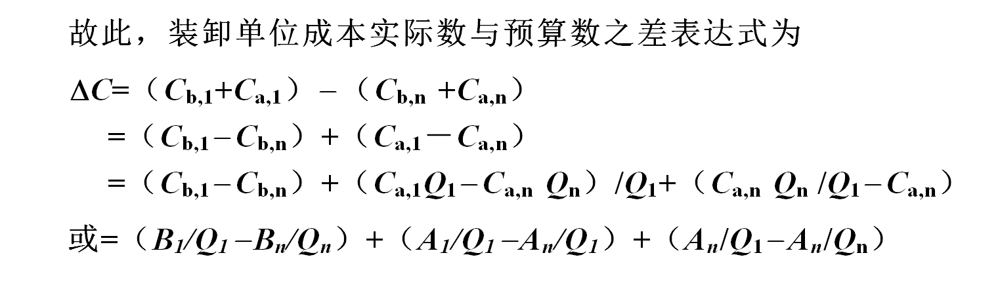 故此，装卸单位成本实际数与预算数之差表达式为
ΔC=（Cb,1+Ca,1）–（Cb,n +Ca,n）
=（Cb,1–Cb,n）+（Ca,1－Ca,n）
=（Cb,1–Cb,n）+（Ca,1Q1–Ca,n Qn）/Q1+（Ca,n Qn /Q1–Ca,n）
或=（B1/Q1–Bn/Qn）+（A1/Q1–An/Q1）+（An/Q1–An/Qn）